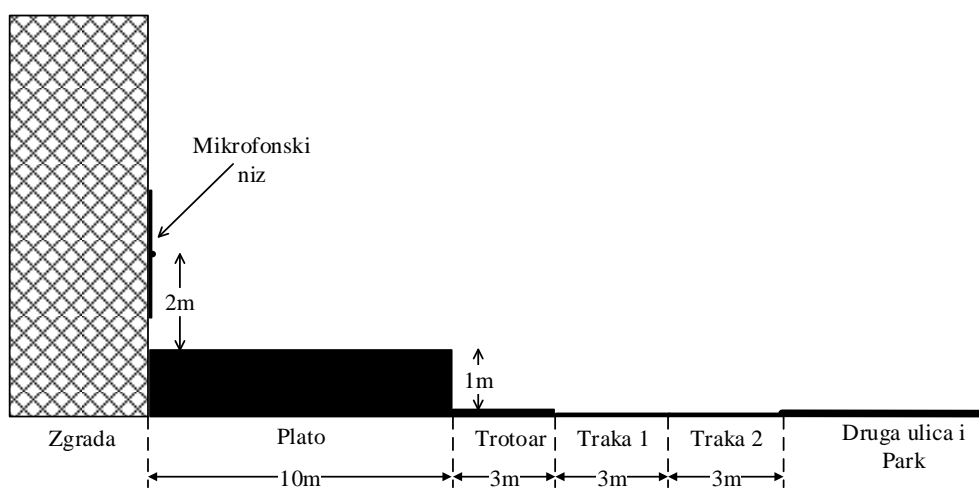 Mikrofonski
niz
2m
1m
Zgrada
Plato
Trotoar
Traka 1
Traka 2
Druga ulica i
Park
10m
3m
3m
3m